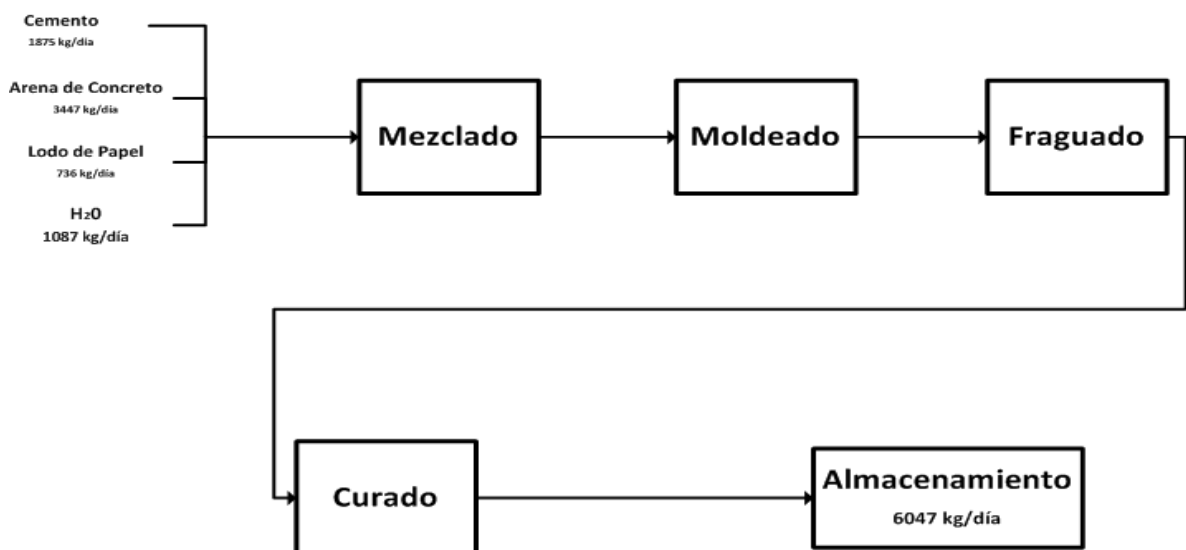 Cemento
1875 kg/día
Arena de Concreto
3447 kg/día
Lodo de Papel
736 kg/día
H₂0
1087 kg/día
Mezclado
Moldeado
Fraguado
Curado
Almacenamiento
6047 kg/día